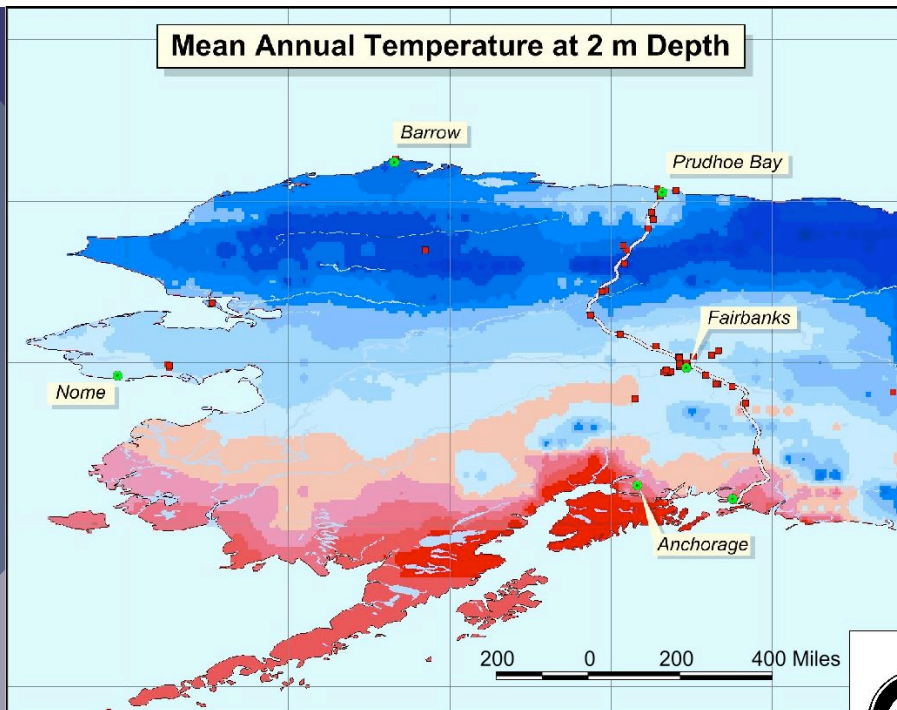 Mean Annual Temperature at 2 m Depth
Barrow
Prudhoe Bay
Fairbanks
Nome
Anchorage
200 0 200 400 Miles